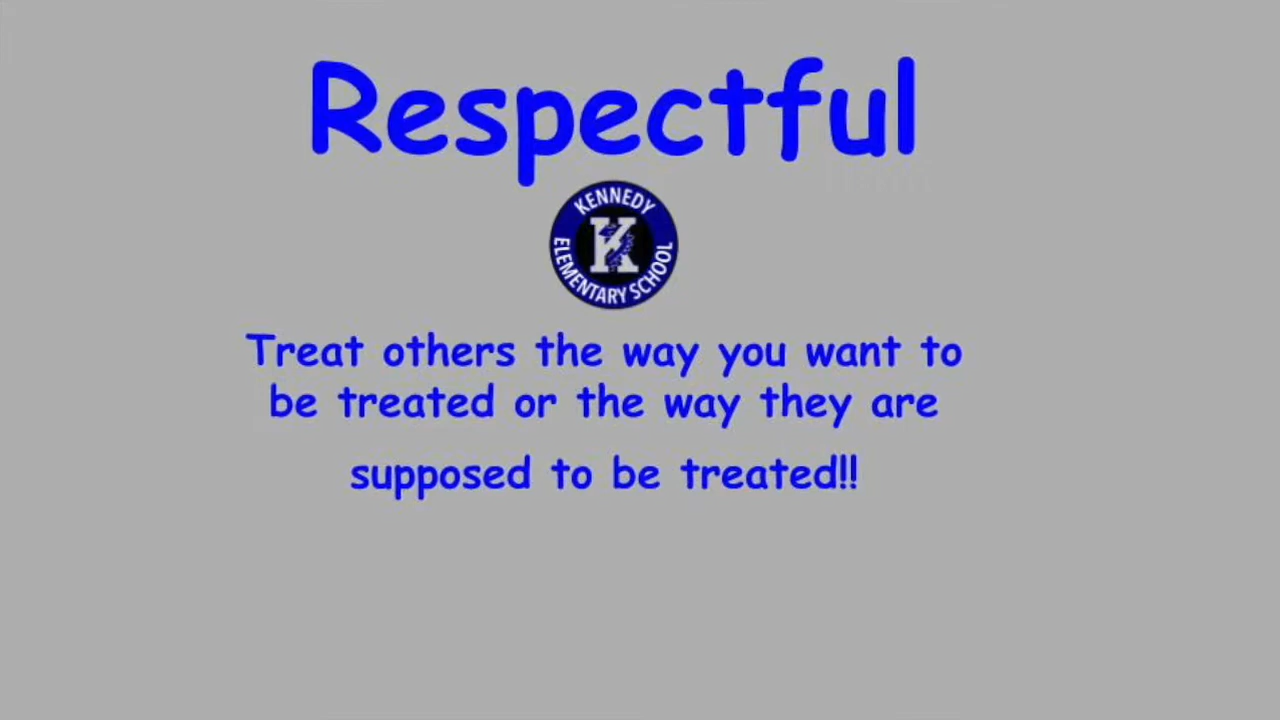 Respectful
KENNEDY
K
ELEMENTARY SCHOOL
Treat others the way you want to
be treated or the way they are
supposed to be treated!!